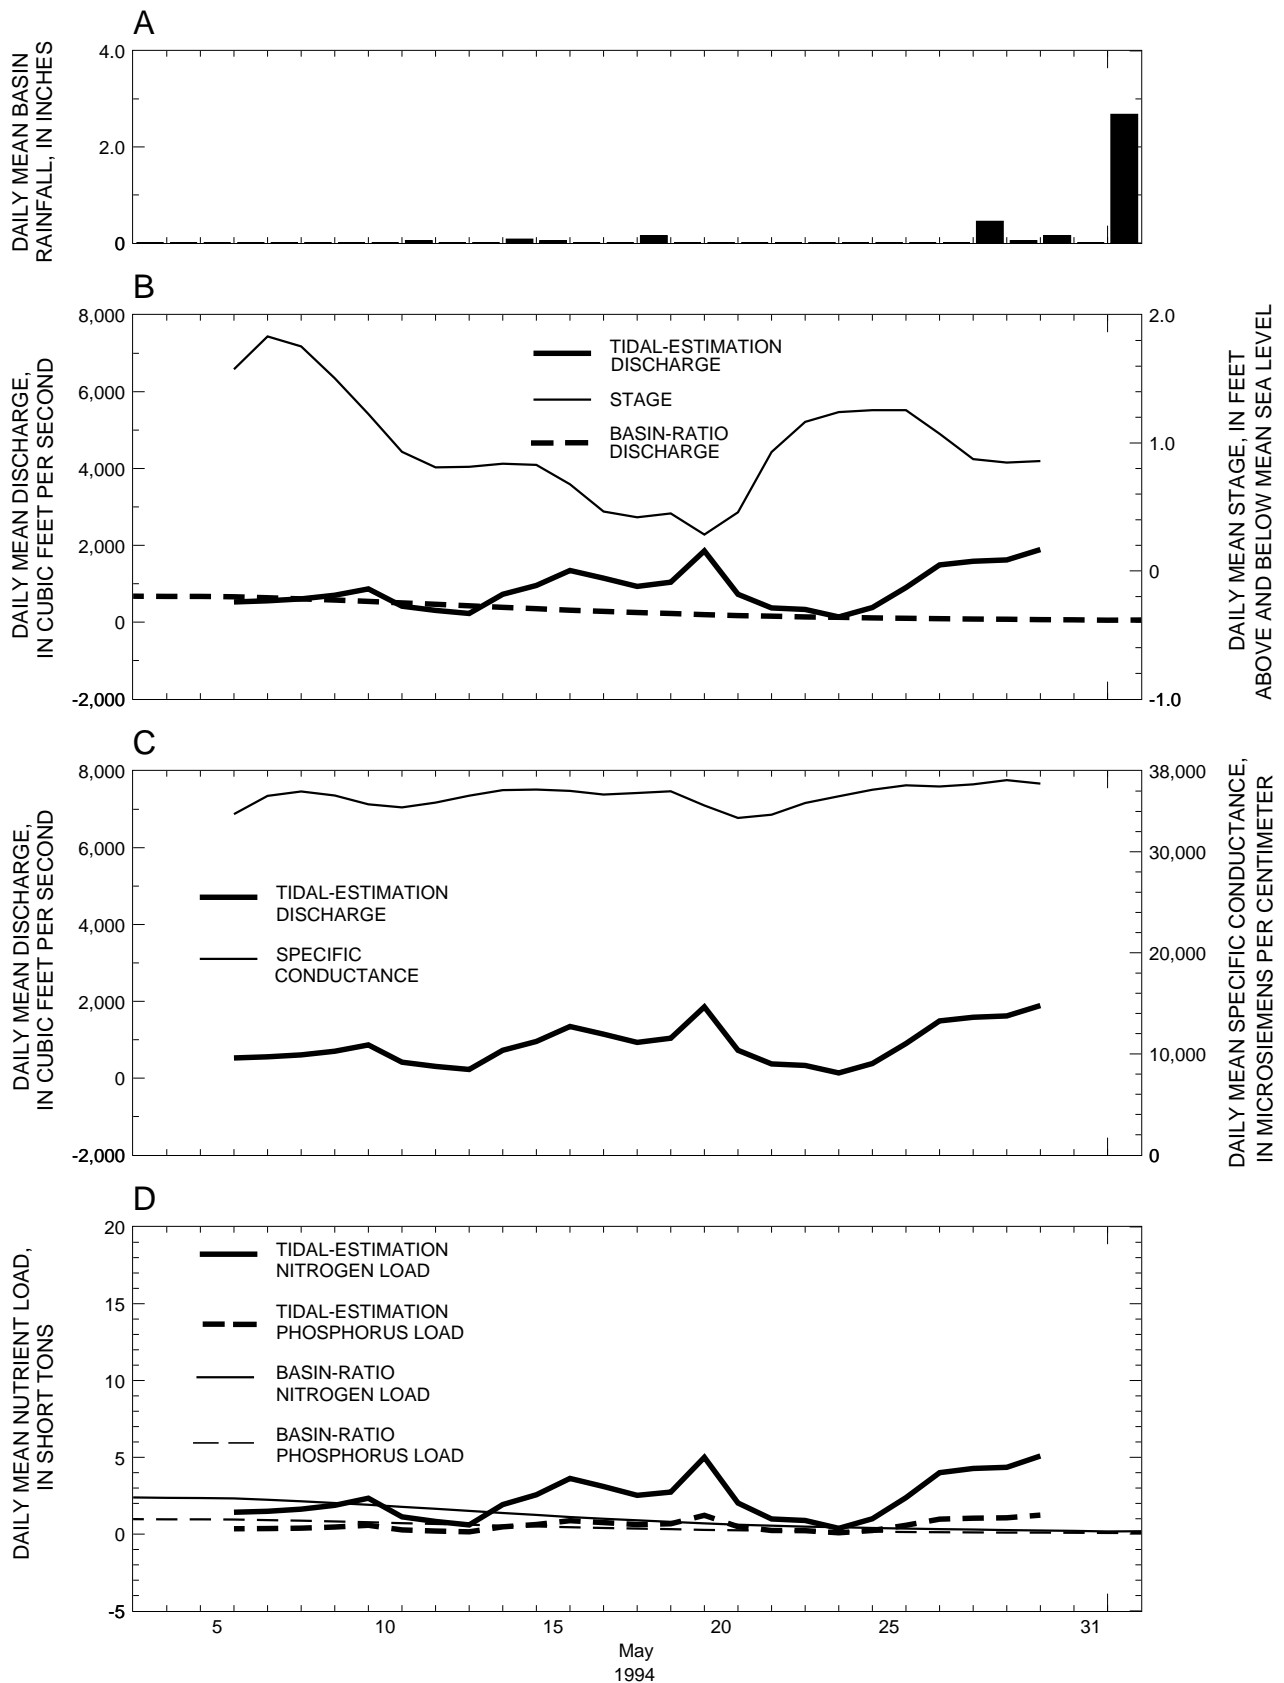 A
DAILY MEAN BASIN
RAINFALL, IN INCHES
4.0
2.0
0
B
DAILY MEAN DISCHARGE,
IN CUBIC FEET PER SECOND
8,000
6,000
4,000
2,000
0
-2,000
TIDAL-ESTIMATION
DISCHARGE
STAGE
BASIN-RATIO
DISCHARGE
2.0
1.0
0
-1.0
DAILY MEAN STAGE, IN FEET
ABOVE AND BELOW MEAN SEA LEVEL
C
DAILY MEAN DISCHARGE,
IN CUBIC FEET PER SECOND
8,000
6,000
4,000
2,000
0
-2,000
TIDAL-ESTIMATION
DISCHARGE
SPECIFIC
CONDUCTANCE
38,000
30,000
20,000
10,000
0
DAILY MEAN SPECIFIC CONDUCTANCE,
IN MICROSIEMENS PER CENTIMETER
D
DAILY MEAN NUTRIENT LOAD,
IN SHORT TONS
20
15
10
5
0
-5
TIDAL-ESTIMATION
NITROGEN LOAD
TIDAL-ESTIMATION
PHOSPHORUS LOAD
BASIN-RATIO
NITROGEN LOAD
BASIN-RATIO
PHOSPHORUS LOAD
5 10 15 20 25 31
May
1994